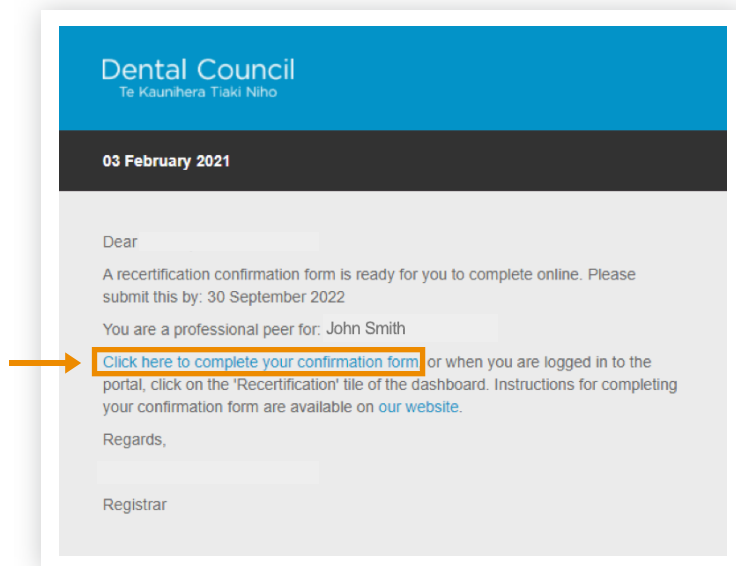 Dental Council
Te Kaunihera Tiaki Niho
03 February 2021
Dear
A recertification confirmation form is ready for you to complete online. Please
submit this by: 30 September 2022
You are a professional peer for: John Smith
Click here to complete your confirmation form, or when you are logged in to the
portal, click on the 'Recertification' tile of the dashboard. Instructions for completing
your confirmation form are available on our website.
Regards,
Registrar